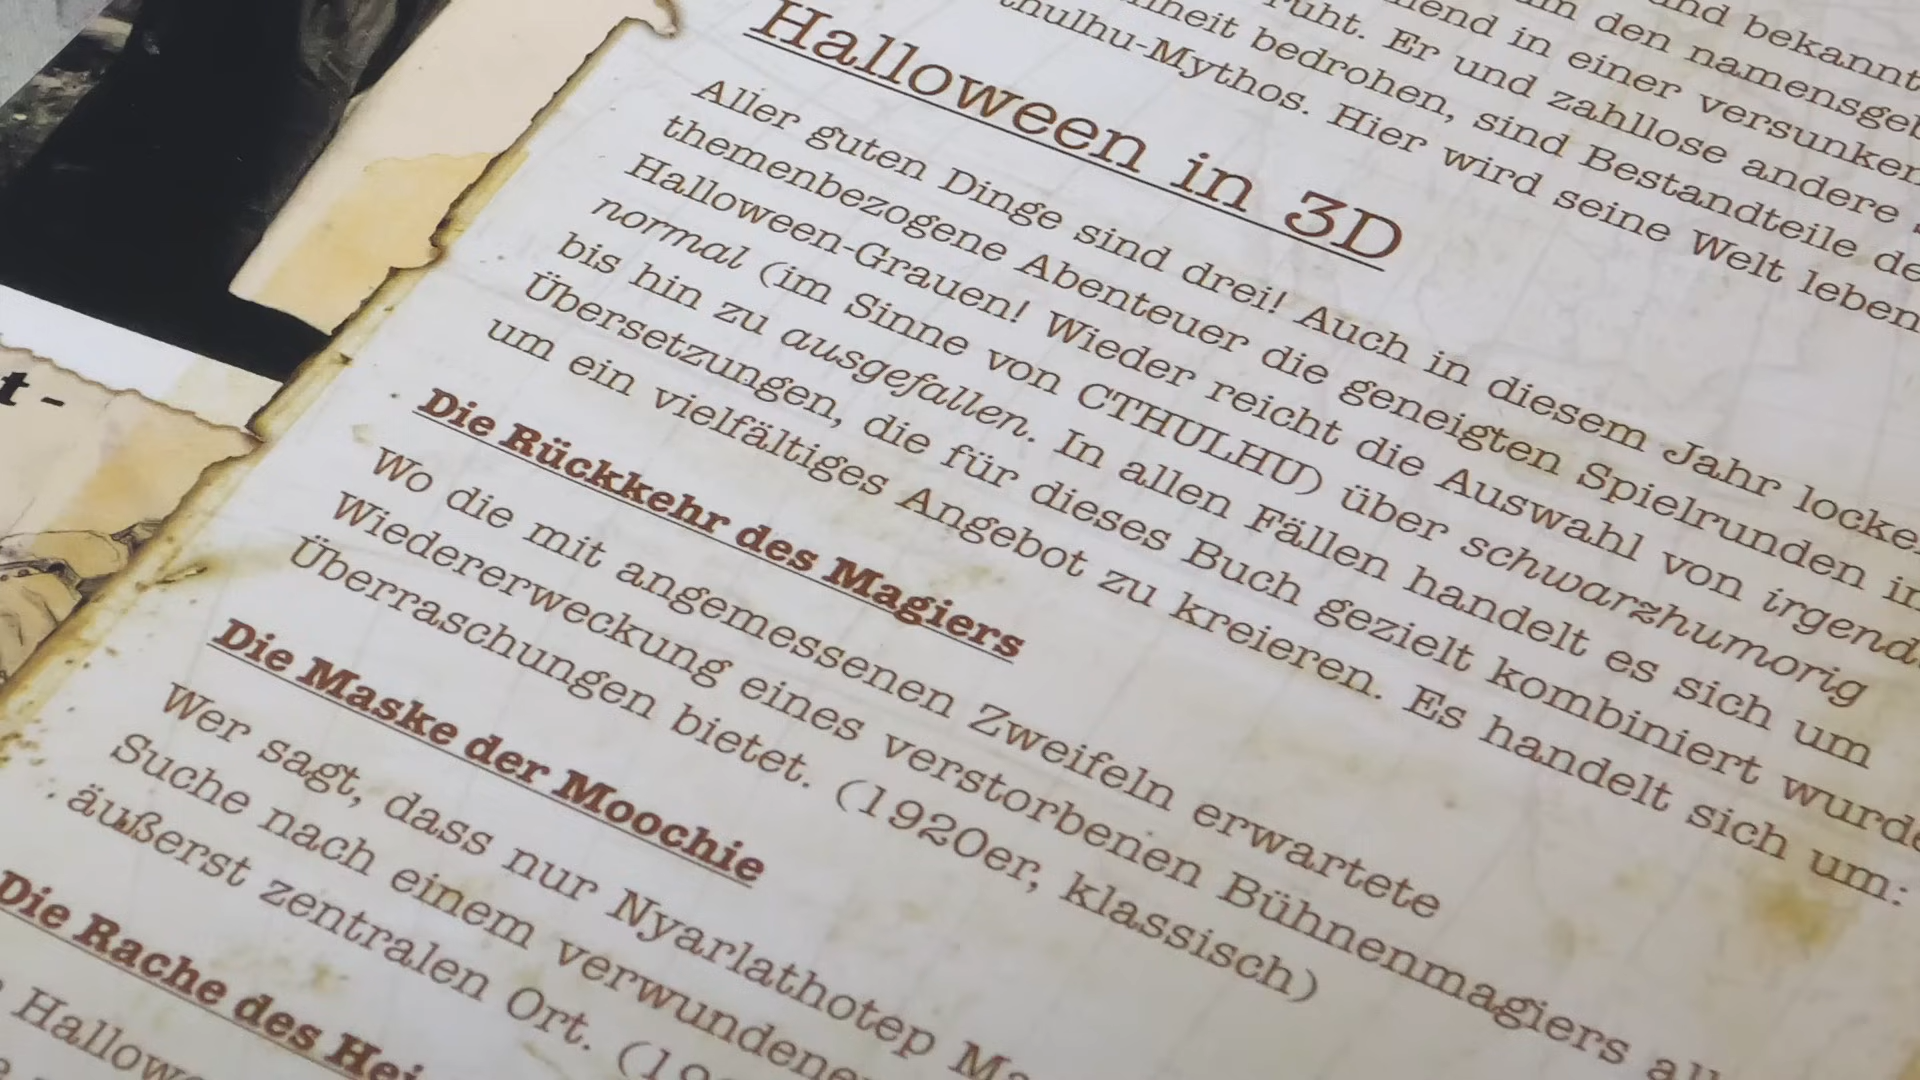 und bekannt
den namensge
in einer versunken
ruht. Er und zahllose andere
bedrohen, sind Bestandteile de
thulhu-Mythos. Hier wird seine Welt leben
Halloween in 3D
Aller guten Dinge sind drei! Auch in diesem Jahr locke
themenbezogene Abenteuer die geneigten Spielrunden in
Halloween-Grauen! Wieder reicht die Auswahl von irgend
normal (im Sinne von CTHULHU) über schwarzhumorig
bis hin zu ausgefallen. In allen Fällen handelt es sich um
Übersetzungen, die für dieses Buch gezielt kombiniert wurde
um ein vielfältiges Angebot zu kreieren. Es handelt sich um:
Die Rückkehr des Magiers
Wo die mit angemessenen Zweifeln erwartete
Wiedererweckung eines verstorbenen Bühnenmagiers all
Überraschungen bietet. (1920er, klassisch)
Die Maske der Moochie
Wer sagt, dass nur Nyarlathotep Ma
Suche nach einem verwundene
äußerst zentralen Ort. (19
Die Rache des Hei
Hallow
t-